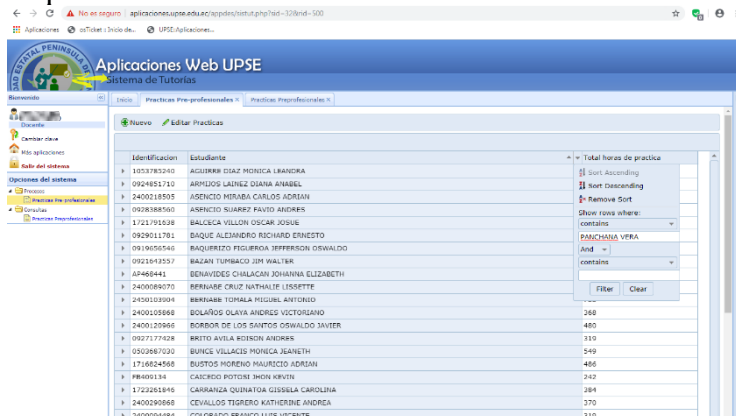 No es seguro | aplicaciones.upse.edu.ec/appdes/sistut.php?sid=32&nid=500
Aplicaciones osTicket :: Inicio de... UPSE:Aplicaciones...
Aplicaciones Web UPSE
Sistema de Tutorías
Bienvenido
Docente
Cambiar clave
Más aplicaciones
Salir del sistema
Opciones del sistema
Procesos
Practicas Pre-profesionales
Consultas
Practicas Preprofesionales
Inicio Practicas Pre-profesionales Practicas Preprofesionales
Nuevo Editar Practicas
Identificacion Estudiante Total horas de practica
1053785240 AGUIRRE DIAZ MONICA LEANDRA
0924851710 ARMIJOS LAINEZ DIANA ANABEL
2400218505 ASENCIO MIRABA CARLOS ADRIAN
0928388560 ASENCIO SUAREZ FAVIO ANDRES
1721791638 BALCECA VILLON OSCAR JOSUE
0929011781 BAQUE ALEJANDRO RICHARD ERNESTO
0919656546 BAQUERIZO FIGUEROA JEFFERSON OSWALDO
0921643557 BAZAN TUMBACO JIM WALTER
AP468441 BENAVIDES CHALACAN JOHANNA ELIZABETH
2400089070 BERNABE CRUZ NATHALIE LISSETTE
2450103904 BERNABE TOMALA MIGUEL ANTONIO
2400105868 BOLAÑOS OLAYA ANDRES VICTORIANO 368
2400120966 BORBOR DE LOS SANTOS OSWALDO JAVIER 480
0927177428 BRITO AVILA EDISON ANDRES 319
0503687030 BUNCE VILLACIS MONICA JEANETH 549
1716824568 BUSTOS MORENO MAURICIO ADRIAN 486
FB409134 CAICEDO POTOSI JHON KEVIN 242
1723261846 CARRANZA QUINATOA GISSELA CAROLINA 384
2400290868 CEVALLOS TIGRERO KATHERINE ANDREA 370
Sort Ascending
Sort Descending
Remove Sort
Show rows where:
contains
PANCHANA VERA
And
contains
Filter Clear